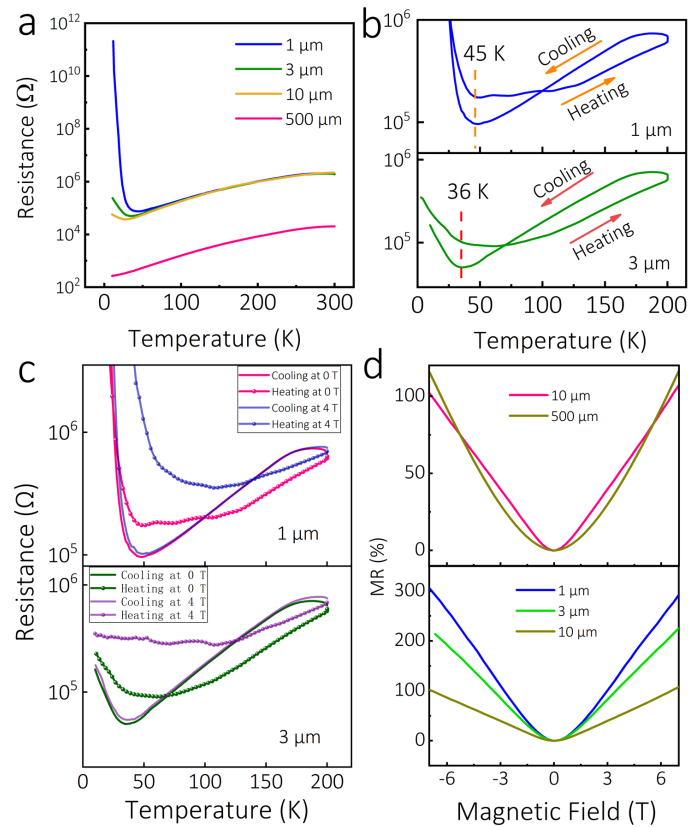 a
10¹²
10¹⁰
10⁸
10⁶
10⁴
10²
Resistance (Ω)
1 μm
3 μm
10 μm
500 μm
0
100
200
300
Temperature (K)
b
10⁶
10⁵
45 K
Cooling
Heating
1 μm
10⁶
10⁵
36 K
Cooling
Heating
3 μm
0
50
100
150
200
Temperature (K)
c
Resistance (Ω)
10⁶
10⁵
Cooling at 0 T
Heating at 0 T
Cooling at 4 T
Heating at 4 T
1 μm
10⁶
10⁵
Cooling at 0 T
Heating at 0 T
Cooling at 4 T
Heating at 4 T
3 μm
0
50
100
150
200
Temperature (K)
d
MR (%)
100
50
0
10 μm
500 μm
300
200
100
0
1 μm
3 μm
10 μm
-6
-3
0
3
6
Magnetic Field (T)